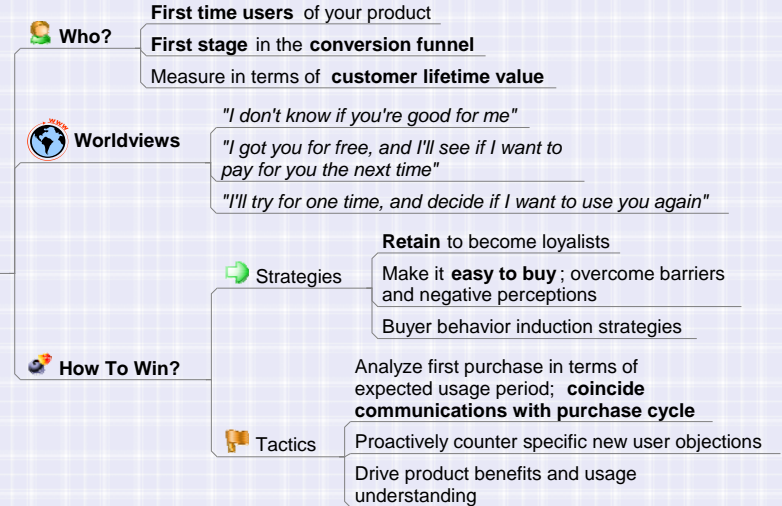 First time users of your product
Who?
First stage in the conversion funnel
Measure in terms of customer lifetime value
WWW
Worldviews
"I don't know if you're good for me"
"I got you for free, and I'll see if I want to
pay for you the next time"
"I'll try for one time, and decide if I want to use you again"
How To Win?
Strategies
Retain to become loyalists
Make it easy to buy; overcome barriers
and negative perceptions
Buyer behavior induction strategies
Tactics
Analyze first purchase in terms of
expected usage period; coincide
communications with purchase cycle
Proactively counter specific new user objections
Drive product benefits and usage
understanding